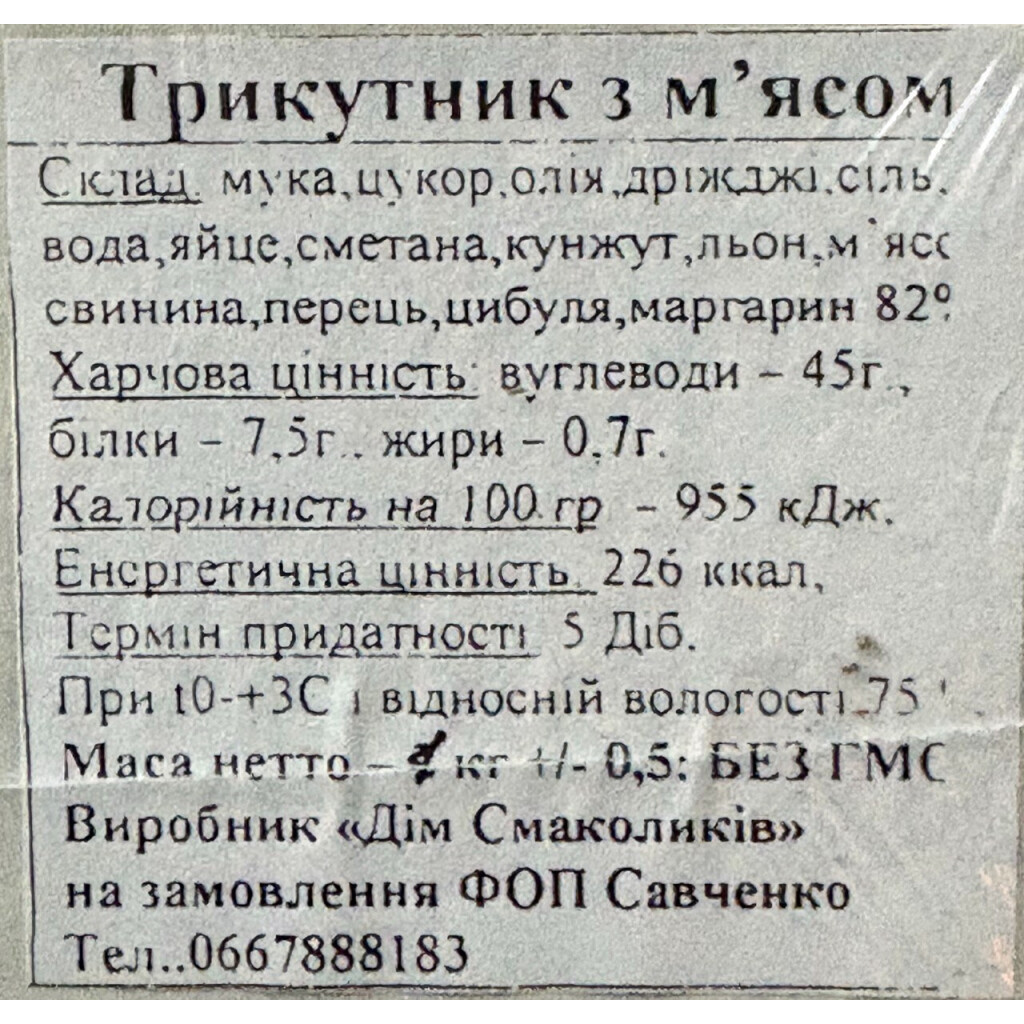 Трикутник з м’ясом
Склад: мука,цукор,олія,дріжджі,сіль,
вода,яйце,сметана,кунжут,льон,м`ясо
свинина,перець,цибуля,маргарин 82%
Харчова цінність: вуглеводи – 45г.,
білки – 7,5г., жири – 0,7г.
Калорійність на 100 гр – 955 кДж.
Енергетична цінність: 226 ккал,
Термін придатності: 5 Діб.
При t0-+3С і відносній вологості 75
Маса нетто – кг +/- 0,5: БЕЗ ГМО
Виробник «Дім Смаколиків»
на замовлення ФОП Савченко
Тел..0667888183